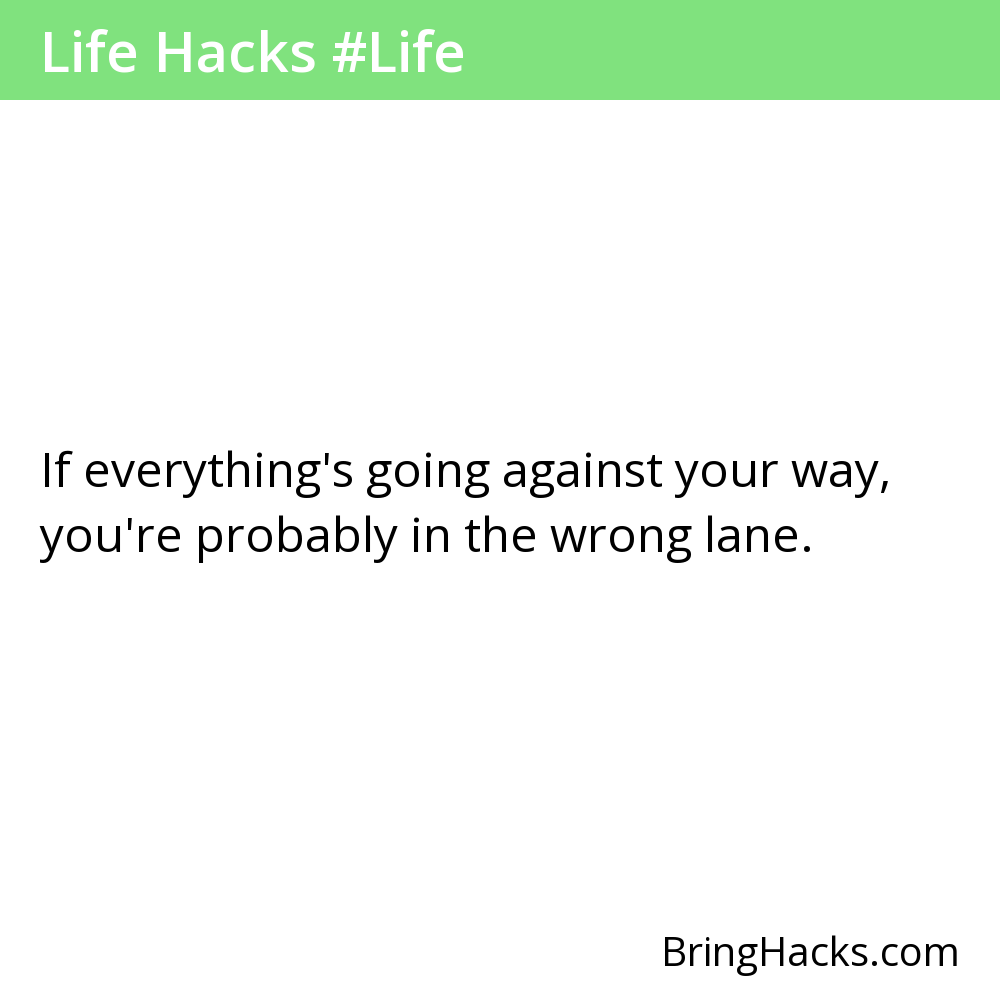 Life Hacks #Life
If everything's going against your way,
you're probably in the wrong lane.
BringHacks.com